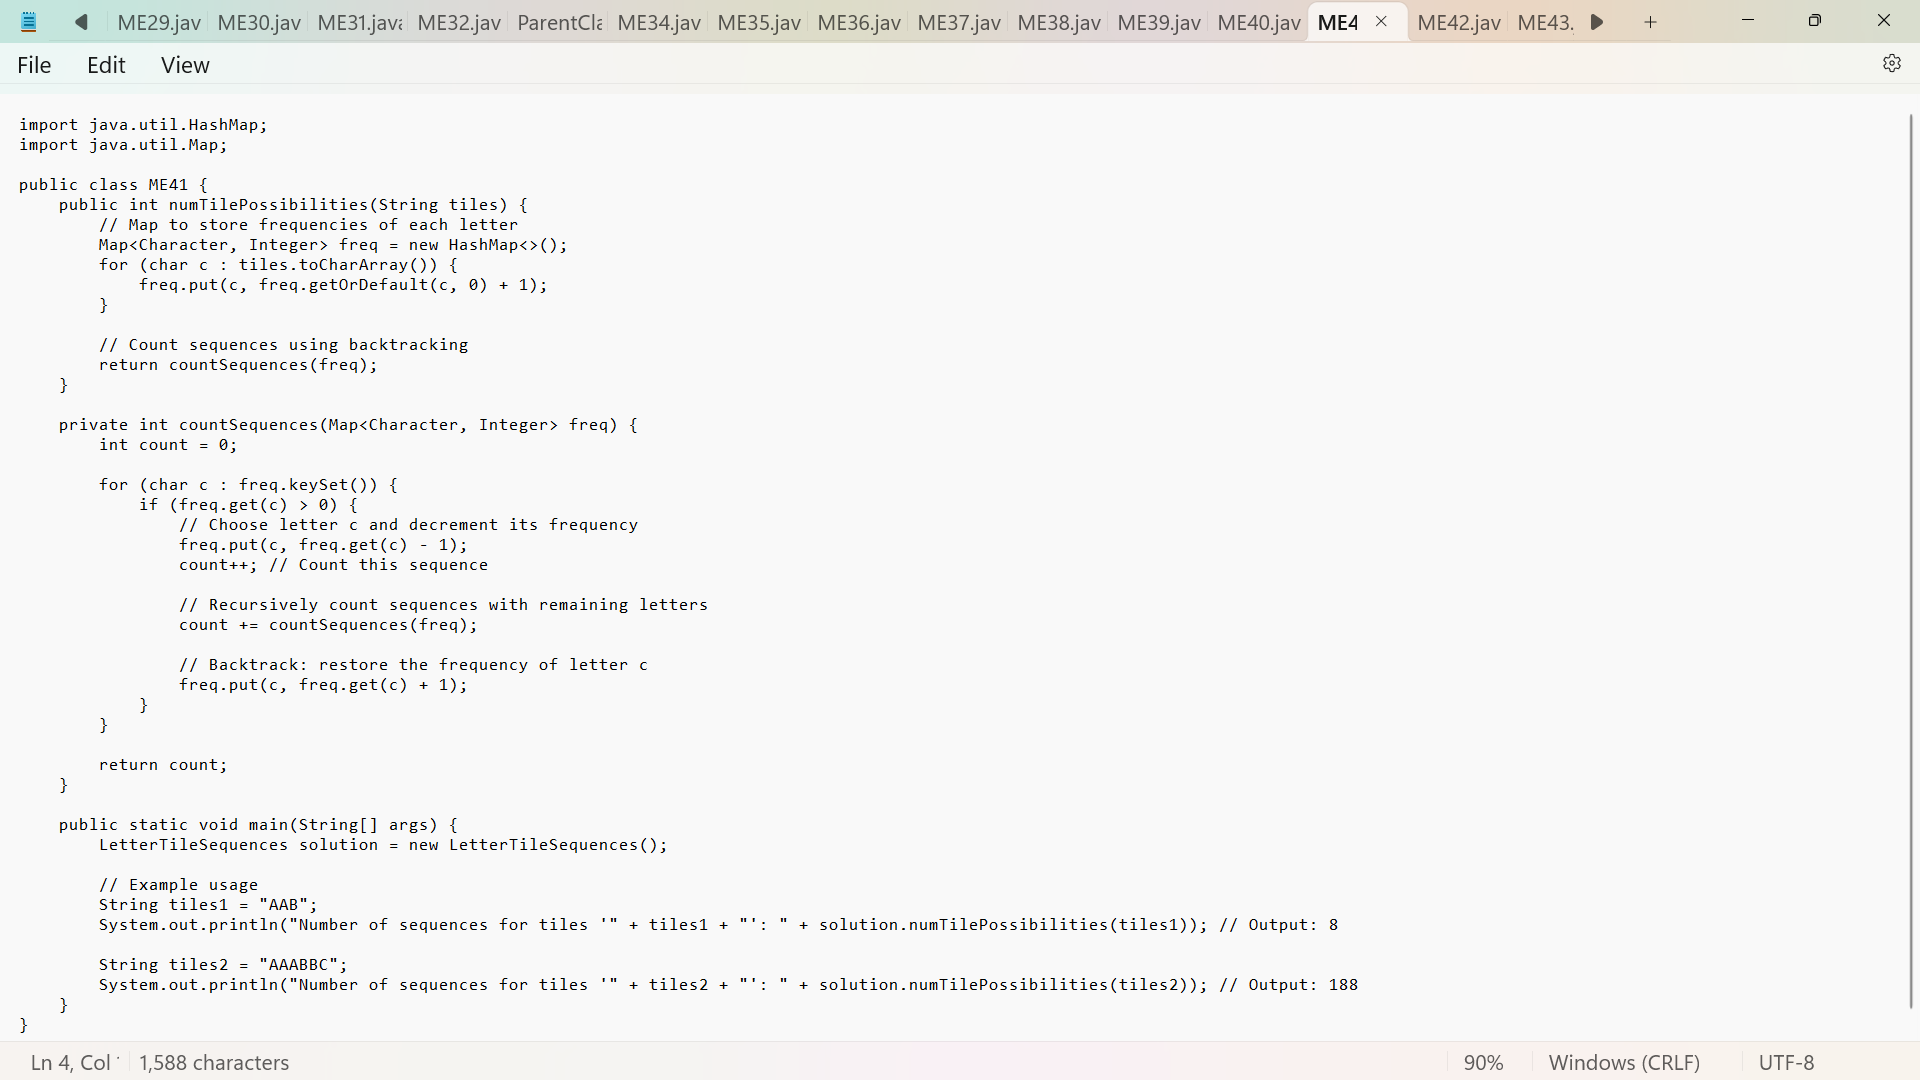 ME29.jav ME30.jav ME31.java ME32.jav ParentCla ME34.jav ME35.jav ME36.jav ME37.jav ME38.jav ME39.jav ME40.jav ME4 ME42.jav ME43.
File Edit View
import java.util.HashMap;
import java.util.Map;
public class ME41 {
    public int numTilePossibilities(String tiles) {
        // Map to store frequencies of each letter
        Map<Character, Integer> freq = new HashMap<>();
        for (char c : tiles.toCharArray()) {
            freq.put(c, freq.getOrDefault(c, 0) + 1);
        }
        // Count sequences using backtracking
        return countSequences(freq);
    }
    private int countSequences(Map<Character, Integer> freq) {
        int count = 0;
        for (char c : freq.keySet()) {
            if (freq.get(c) > 0) {
                // Choose letter c and decrement its frequency
                freq.put(c, freq.get(c) - 1);
                count++; // Count this sequence
                // Recursively count sequences with remaining letters
                count += countSequences(freq);
                // Backtrack: restore the frequency of letter c
                freq.put(c, freq.get(c) + 1);
            }
        }
        return count;
    }
    public static void main(String[] args) {
        LetterTileSequences solution = new LetterTileSequences();
        // Example usage
        String tiles1 = "AAB";
        System.out.println("Number of sequences for tiles '" + tiles1 + "': " + solution.numTilePossibilities(tiles1)); // Output: 8
        String tiles2 = "AAABBC";
        System.out.println("Number of sequences for tiles '" + tiles2 + "': " + solution.numTilePossibilities(tiles2)); // Output: 188
    }
}
Ln 4, Col 1,588 characters 90% Windows (CRLF) UTF-8